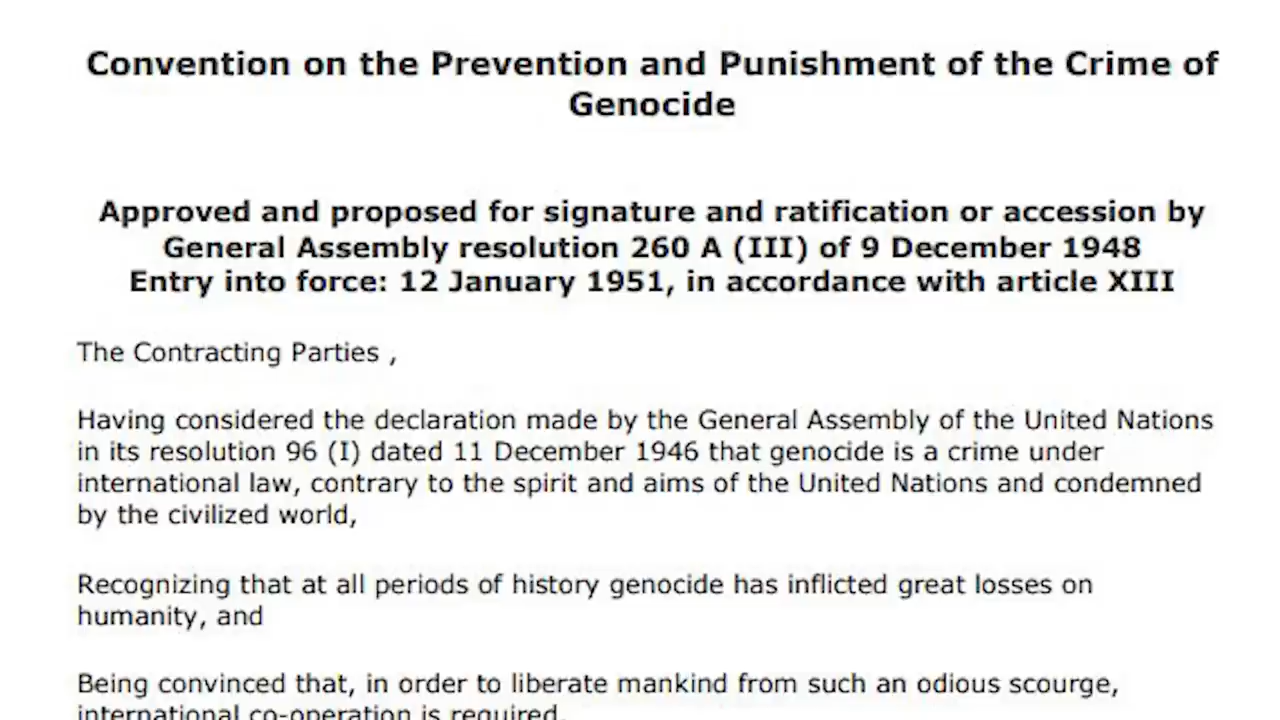 Convention on the Prevention and Punishment of the Crime of
Genocide
Approved and proposed for signature and ratification or accession by
General Assembly resolution 260 A (III) of 9 December 1948
Entry into force: 12 January 1951, in accordance with article XIII
The Contracting Parties ,
Having considered the declaration made by the General Assembly of the United Nations
in its resolution 96 (I) dated 11 December 1946 that genocide is a crime under
international law, contrary to the spirit and aims of the United Nations and condemned
by the civilized world,
Recognizing that at all periods of history genocide has inflicted great losses on
humanity, and
Being convinced that, in order to liberate mankind from such an odious scourge,
international co-operation is required,